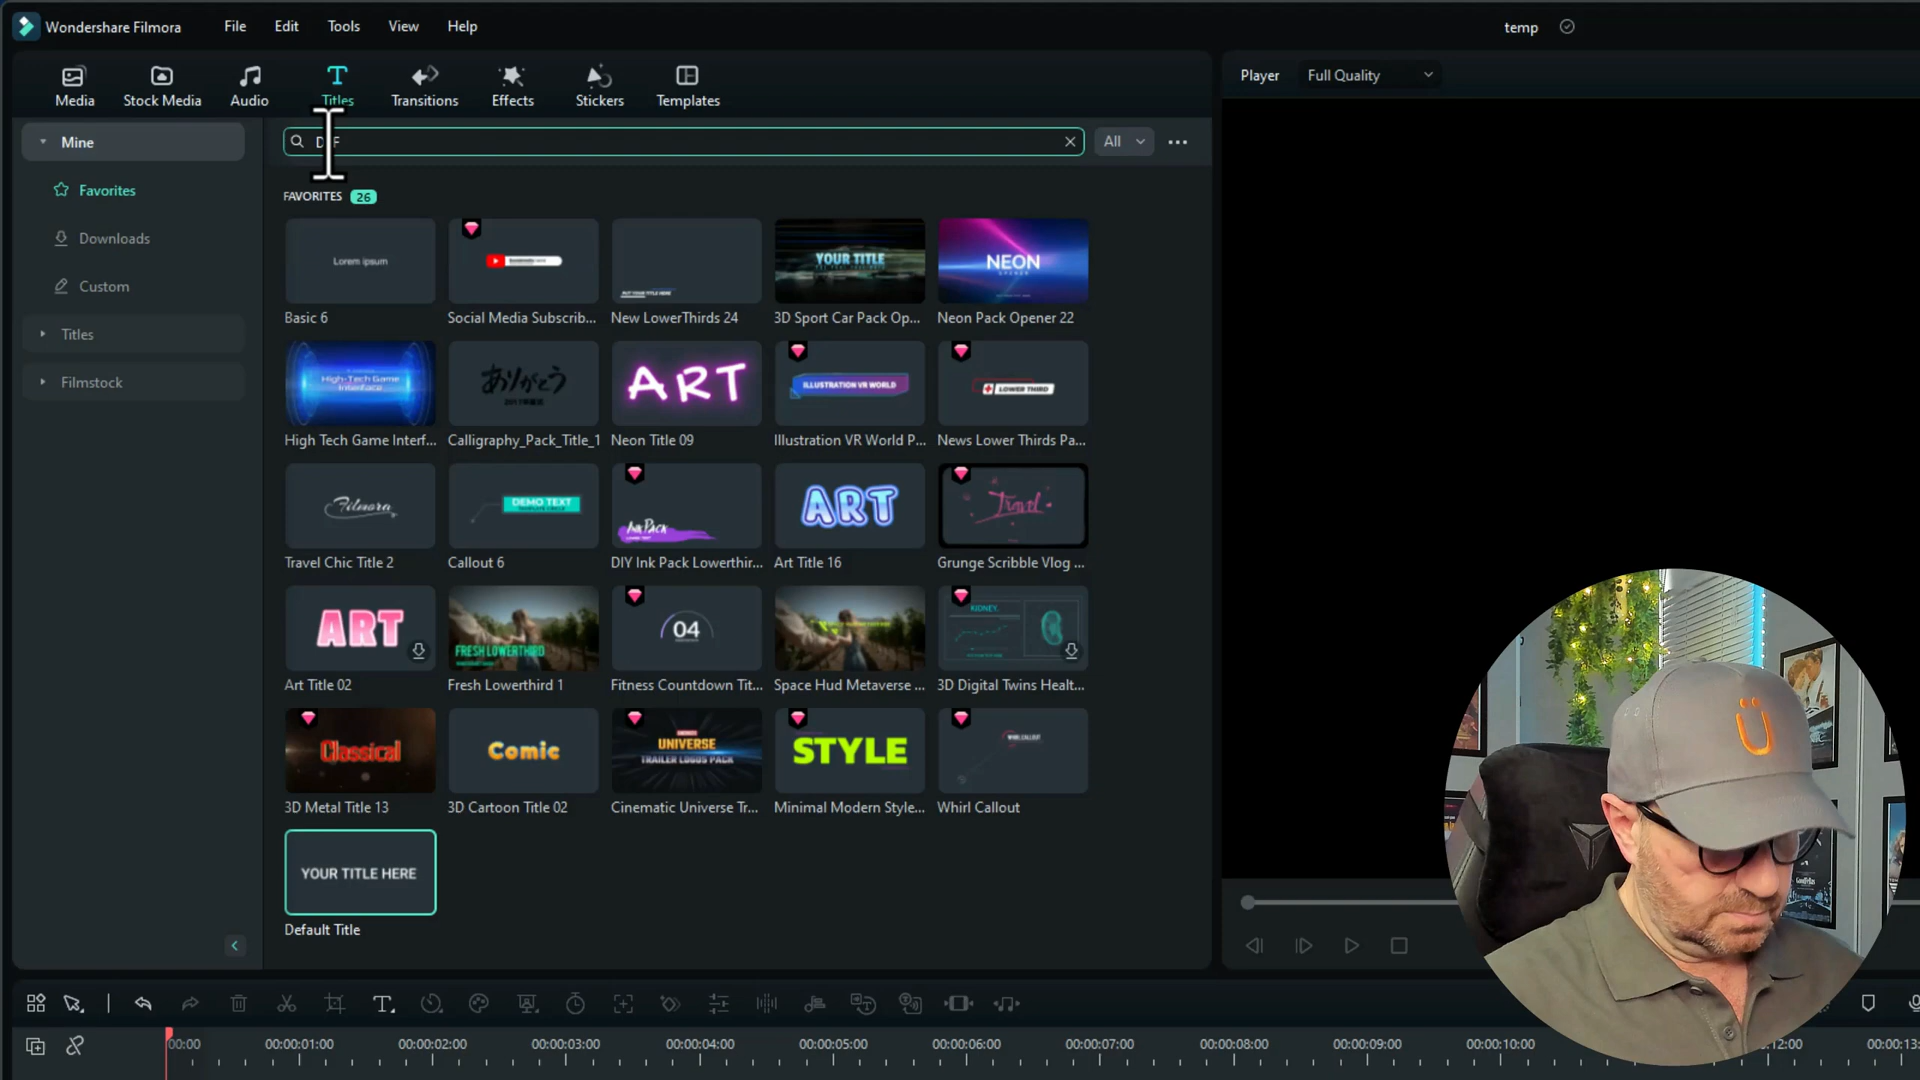 Wondershare Filmora
File
Edit
Tools
View
Help
temp
Media
Stock Media
Audio
Titles
Transitions
Effects
Stickers
Templates
Player
Full Quality
Mine
Favorites
Downloads
Custom
Titles
Filmstock
All
FAVORITES 26
Lorem ipsum
YOUR TITLE
NEON
Basic 6
Social Media Subscrib...
New LowerThirds 24
3D Sport Car Pack Op...
Neon Pack Opener 22
High-Tech Game
Interface
ありがとう
ART
ILLUSTRATION VR WORLD
LOWER THIRD
High Tech Game Interf...
Calligraphy_Pack_Title_1
Neon Title 09
Illustration VR World P...
News Lower Thirds Pa...
Filmora
DEMO TEXT
INK PACK
ART
Travel
Travel Chic Title 2
Callout 6
DIY Ink Pack Lowerthir...
Art Title 16
Grunge Scribble Vlog ...
ART
FRESH LOWERTHIRD
04
KIDNEY.
Art Title 02
Fresh Lowerthird 1
Fitness Countdown Tit...
Space Hud Metaverse ...
3D Digital Twins Healt...
Classical
Comic
UNIVERSE
TRAILER LOGOS PACK
STYLE
WHIRL CALLOUT
3D Metal Title 13
3D Cartoon Title 02
Cinematic Universe Tr...
Minimal Modern Style...
Whirl Callout
YOUR TITLE HERE
Default Title
00:00
00:00:01:00
00:00:02:00
00:00:03:00
00:00:04:00
00:00:05:00
00:00:06:00
00:00:07:00
00:00:08:00
00:00:09:00
00:00:10:00